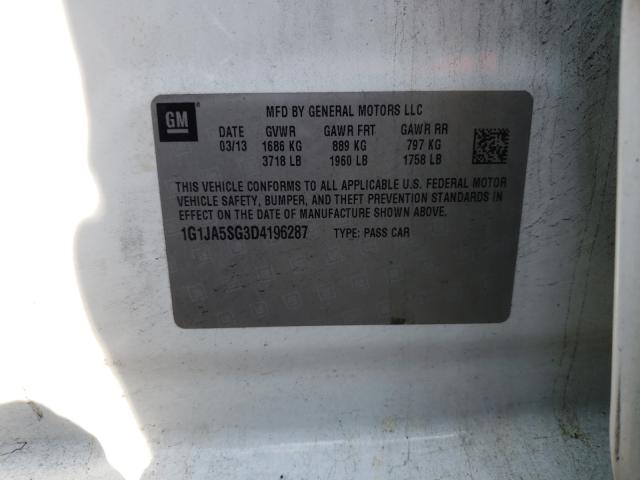 GM
MFD BY GENERAL MOTORS LLC
DATE GVWR GAWR FRT GAWR RR
03/13 1686 KG 889 KG 797 KG
3718 LB 1960 LB 1758 LB
THIS VEHICLE CONFORMS TO ALL APPLICABLE U.S. FEDERAL MOTOR
VEHICLE SAFETY, BUMPER, AND THEFT PREVENTION STANDARDS
IN EFFECT ON THE DATE OF MANUFACTURE SHOWN ABOVE.
1G1JA5SG3D4196287 TYPE: PASS CAR